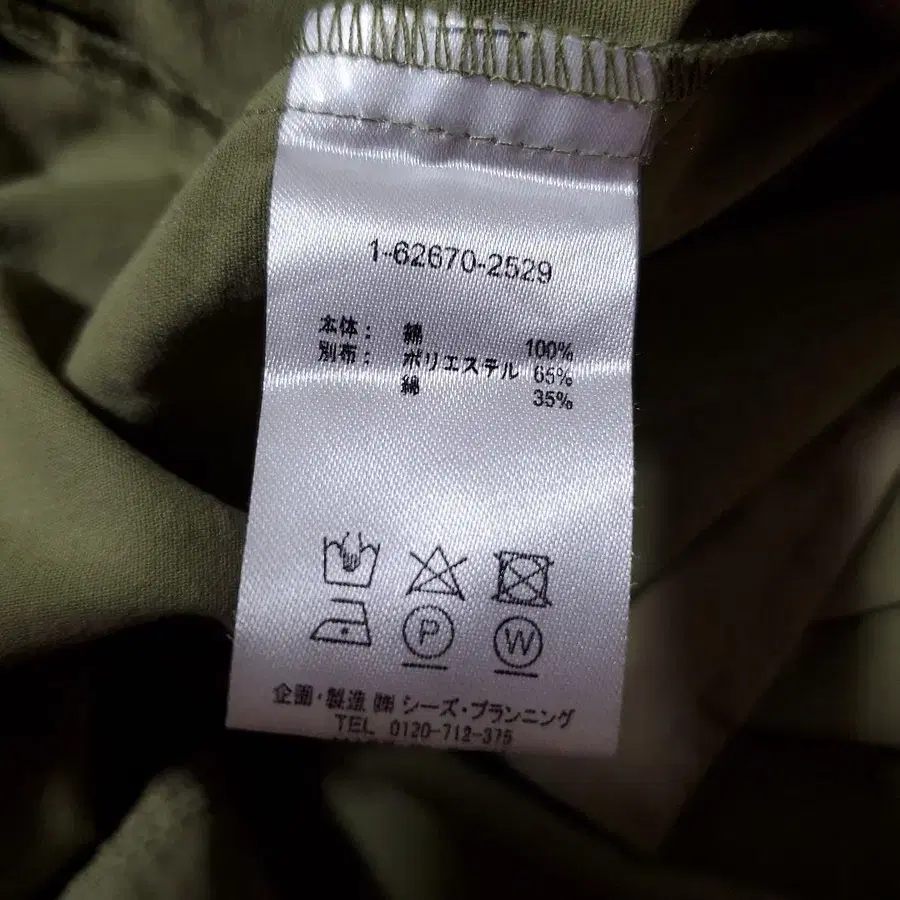 1-62670-2529
本体： 綿 100%
別布： ポリエステル 65%
綿 35%
P W
企画・製造 ㈱ シーズ・プランニング
TEL 0120-712-375